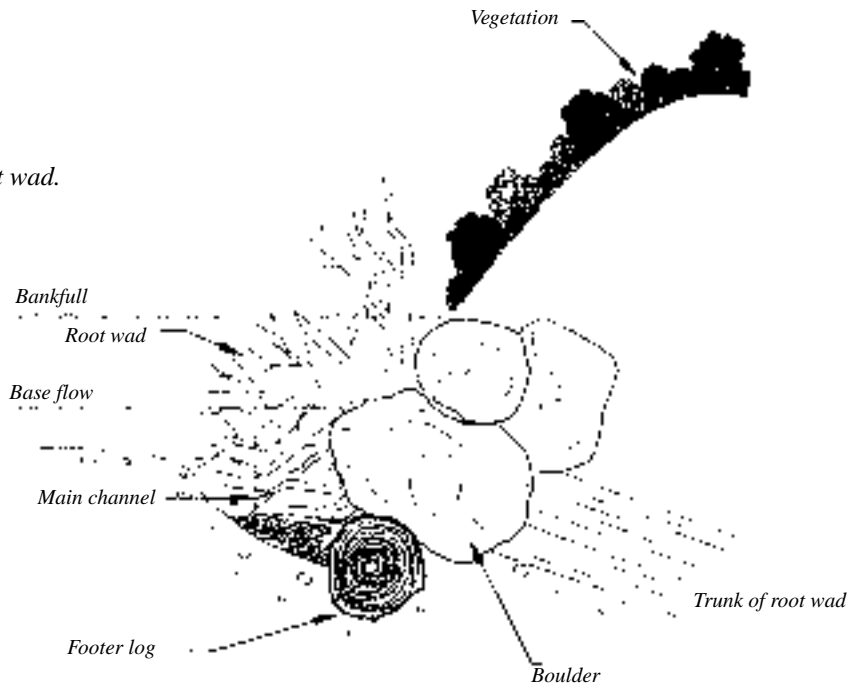 Vegetation
t wad.
Bankfull
Root wad
Base flow
Main channel
Trunk of root wad
Footer log
Boulder